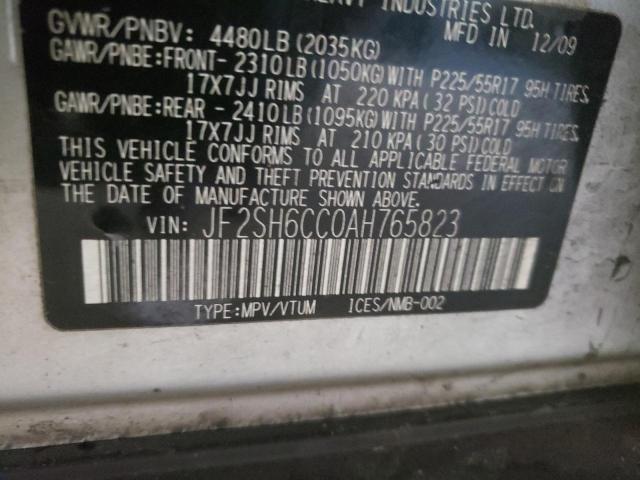 INDUSTRIES LTD.
MFD IN 12/09
GVWR/PNBV: 4480LB (2035KG)
GAWR/PNBE:FRONT- 2310LB (1050KG)WITH P225/55R17 95H TIRES,
17X7JJ RIMS AT 220 KPA ( 32 PSI) COLD
GAWR/PNBE:REAR - 2410LB (1095KG)WITH P225/55R17 95H TIRES,
17X7JJ RIMS AT 210 KPA ( 30 PSI) COLD
THIS VEHICLE CONFORMS TO ALL APPLICABLE FEDERAL MOTOR
VEHICLE SAFETY AND THEFT PREVENTION STANDARDS IN EFFECT ON
THE DATE OF MANUFACTURE SHOWN ABOVE.
VIN: JF2SH6CC0AH765823
TYPE:MPV/VTUM 1CES/NMB-002